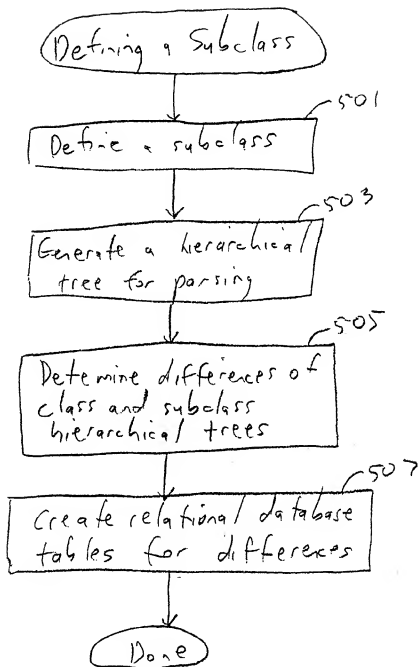 Defining a Subclass
501
Define a subclass
503
Generate a hierarchical
tree for parsing
505
Detemine differences of
class and subclass
hierarchical trees
507
Create relational database
tables for differences
Done